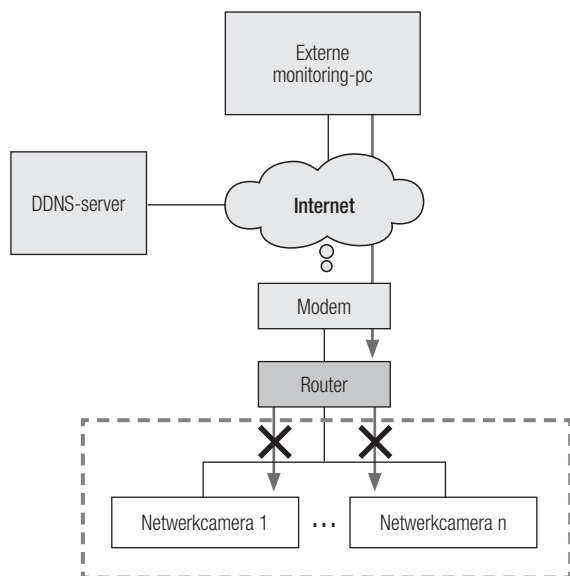 Externe
monitoring-pc
DDNS-server
Internet
Modem
Router
Netwerkcamera 1
...
Netwerkcamera n